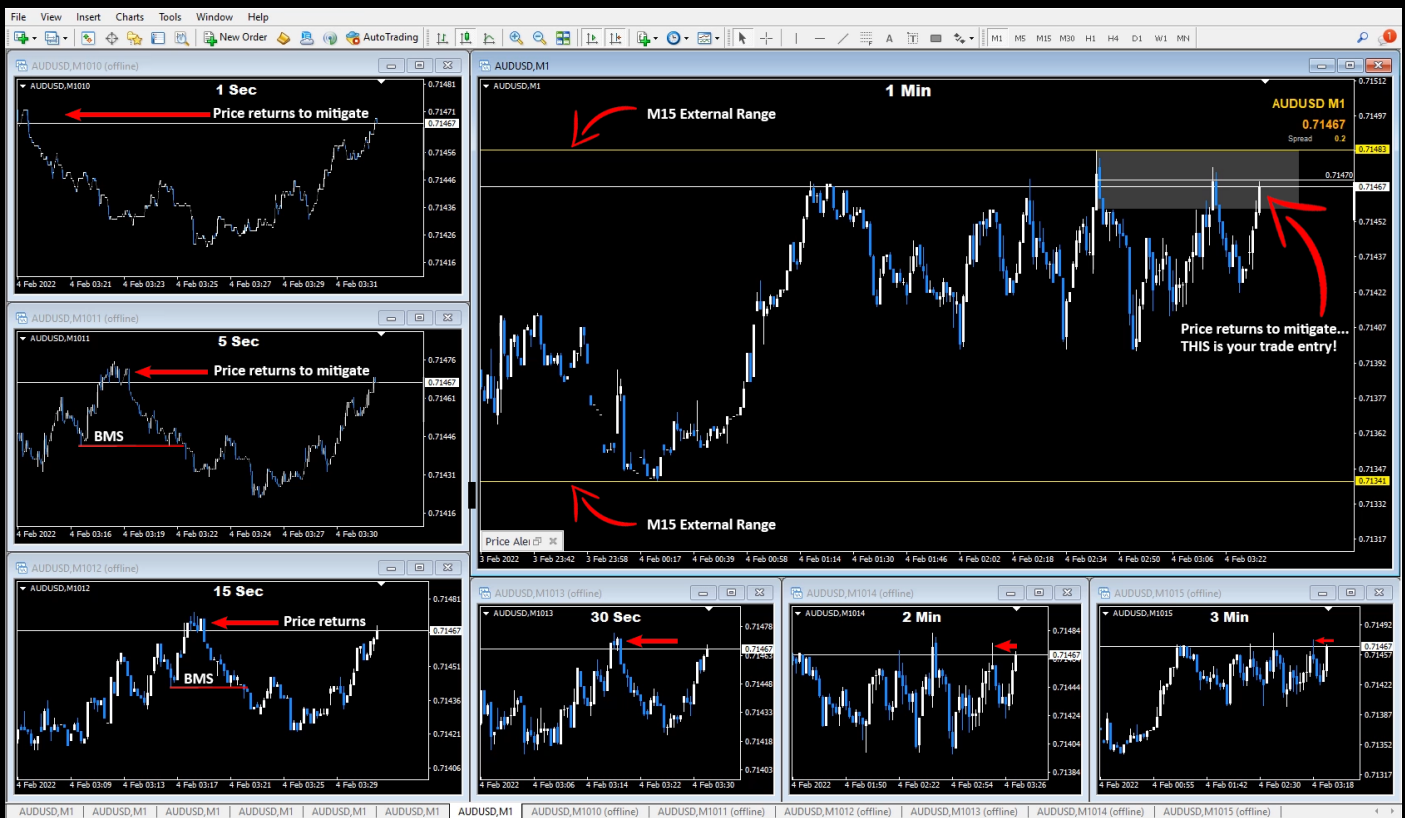 File View Insert Charts Tools Window Help
New Order AutoTrading A T M1 M5 M15 M30 H1 H4 D1 W1 MN 1
AUDUSD,M1010 (offline)
AUDUSD,M1010
1 Sec
Price returns to mitigate
0.71481
0.71471
0.71467
0.71456
0.71446
0.71436
0.71426
0.71416
4 Feb 2022 4 Feb 03:21 4 Feb 03:23 4 Feb 03:25 4 Feb 03:27 4 Feb 03:29 4 Feb 03:31
AUDUSD,M1011 (offline)
AUDUSD,M1011
5 Sec
Price returns to mitigate
BMS
0.71476
0.71467
0.71461
0.71446
0.71431
0.71416
4 Feb 2022 4 Feb 03:16 4 Feb 03:19 4 Feb 03:21 4 Feb 03:24 4 Feb 03:27 4 Feb 03:30
AUDUSD,M1012 (offline)
AUDUSD,M1012
15 Sec
Price returns
BMS
0.71481
0.71467
0.71451
0.71436
0.71421
0.71406
4 Feb 2022 4 Feb 03:09 4 Feb 03:13 4 Feb 03:17 4 Feb 03:21 4 Feb 03:25 4 Feb 03:29
AUDUSD,M1
AUDUSD,M1
1 Min
AUDUSD M1
0.71467
Spread 0.2
M15 External Range
0.71470
Price returns to mitigate...
THIS is your trade entry!
M15 External Range
Price Aler
0.71512
0.71497
0.71483
0.71467
0.71452
0.71437
0.71422
0.71407
0.71392
0.71377
0.71362
0.71347
0.71341
0.71332
0.71317
3 Feb 2022 3 Feb 23:42 3 Feb 23:58 4 Feb 00:17 4 Feb 00:39 4 Feb 00:58 4 Feb 01:14 4 Feb 01:30 4 Feb 01:46 4 Feb 02:02 4 Feb 02:18 4 Feb 02:34 4 Feb 02:50 4 Feb 03:06 4 Feb 03:22
AUDUSD,M1013 (offline)
AUDUSD,M1013
30 Sec
0.71478
0.71467
0.71463
0.71448
0.71433
0.71418
0.71403
4 Feb 2022 4 Feb 03:06 4 Feb 03:14 4 Feb 03:22 4 Feb 03:30
AUDUSD,M1014 (offline)
AUDUSD,M1014
2 Min
0.71484
0.71467
0.71444
0.71424
0.71404
0.71384
4 Feb 2022 4 Feb 01:50 4 Feb 02:22 4 Feb 02:54 4 Feb 03:26
AUDUSD,M1015 (offline)
AUDUSD,M1015
3 Min
0.71492
0.71467
0.71457
0.71422
0.71387
0.71352
0.71317
4 Feb 2022 4 Feb 00:55 4 Feb 01:42 4 Feb 02:30 4 Feb 03:18
AUDUSD,M1 AUDUSD,M1 AUDUSD,M1 AUDUSD,M1 AUDUSD,M1 AUDUSD,M1 AUDUSD,M1 AUDUSD,M1010 (offline) AUDUSD,M1011 (offline) AUDUSD,M1012 (offline) AUDUSD,M1013 (offline) AUDUSD,M1014 (offline) AUDUSD,M1015 (offline)